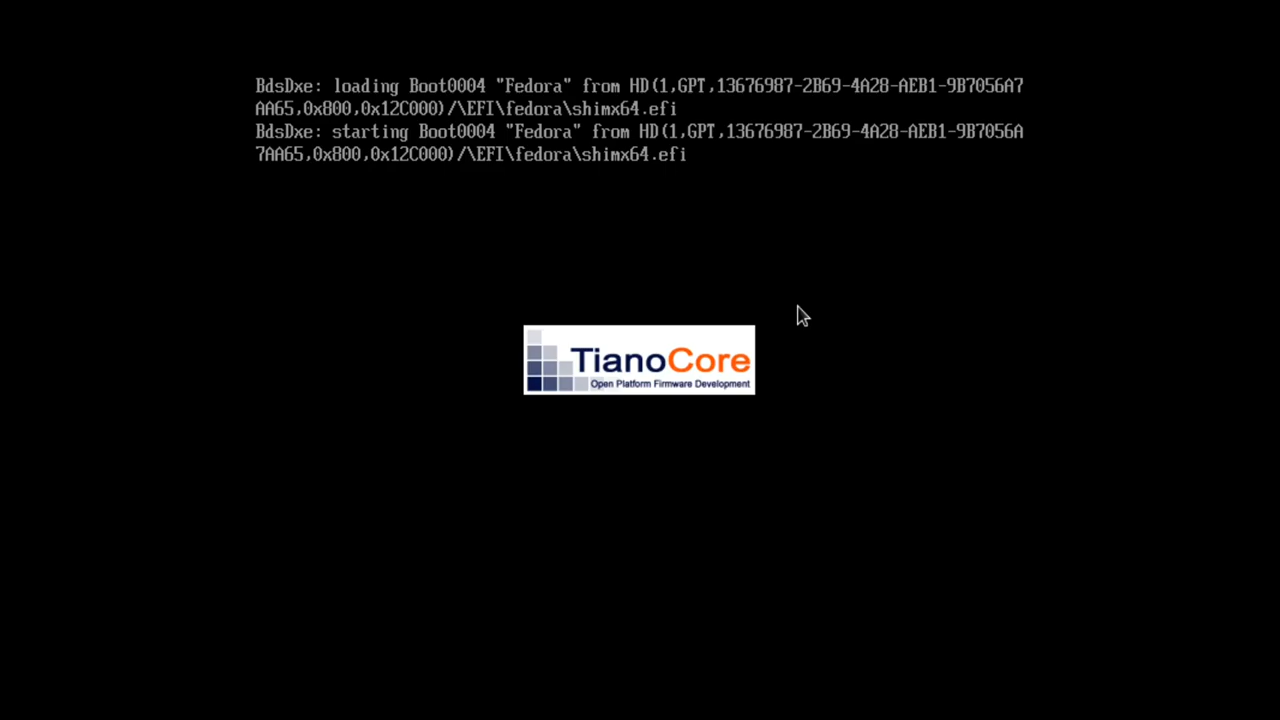 BdsDxe: loading Boot0004 "Fedora" from HD(1,GPT,13676987-2B69-4A28-AEB1-9B7056A7
AA65,0x800,0x12C000)/\EFI\fedora\shimx64.efi
BdsDxe: starting Boot0004 "Fedora" from HD(1,GPT,13676987-2B69-4A28-AEB1-9B7056A
7AA65,0x800,0x12C000)/\EFI\fedora\shimx64.efi
TianoCore
Open Platform Firmware Development